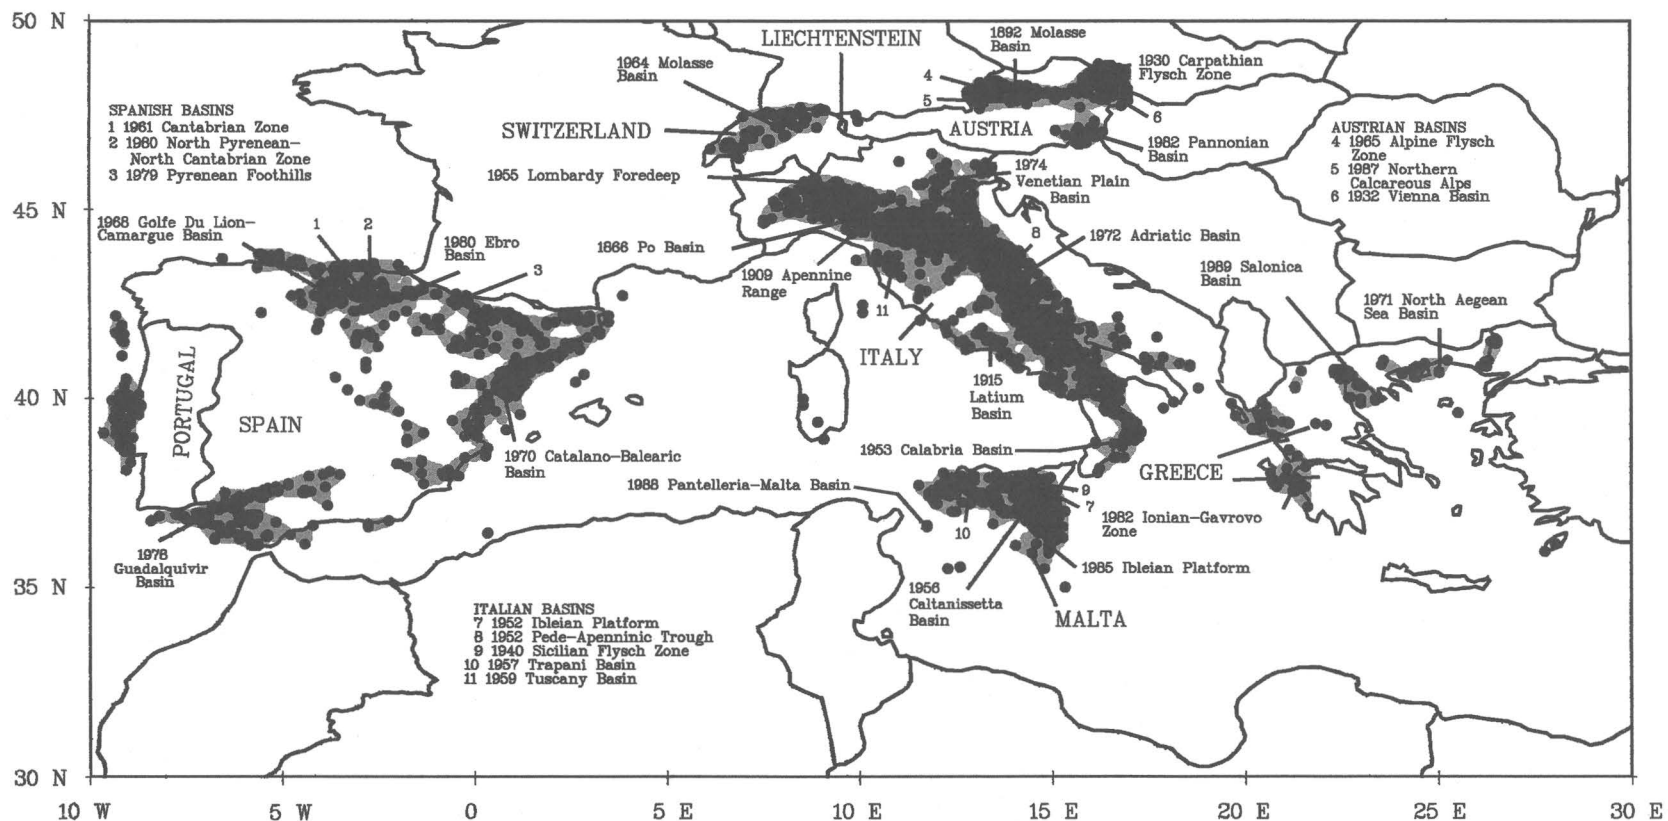 50 N
LIECHTENSTEIN
1892 Molasse
Basin
1964 Molasse
Basin
4
5
1930 Carpathian
Flysch Zone
SPANISH BASINS
1 1961 Cantabrian Zone
2 1960 North Pyrenean-
North Cantabrian Zone
3 1979 Pyrenean Foothills
SWITZERLAND
AUSTRIA
6
1982 Pannonian
Basin
AUSTRIAN BASINS
4 1965 Alpine Flysch
Zone
5 1987 Northern
Calcareous Alps
6 1932 Vienna Basin
1955 Lombardy Foredeep
1974
Venetian Plain
Basin
45 N
1968 Golfe Du Lion-
Camargue Basin
1
2
1980 Ebro
Basin
3
1866 Po Basin
8
1972 Adriatic Basin
1909 Apennine
Range
11
1989 Salonica
Basin
1971 North Aegean
Sea Basin
ITALY
PORTUGAL
1915
Latium
Basin
40 N
SPAIN
1970 Catalano-Balearic
Basin
1953 Calabria Basin
GREECE
1988 Pantelleria-Malta Basin
9
7
10
1982 Ionian-Gavrovo
Zone
1978
Guadalquivir
Basin
1985 Ibleian Platform
35 N
1956
Caltanissetta
Basin
MALTA
ITALIAN BASINS
7 1952 Ibleian Platform
8 1952 Pede-Apenninic Trough
9 1940 Sicilian Flysch Zone
10 1957 Trapani Basin
11 1959 Tuscany Basin
30 N
10 W
5 W
0
5 E
10 E
15 E
20 E
25 E
30 E